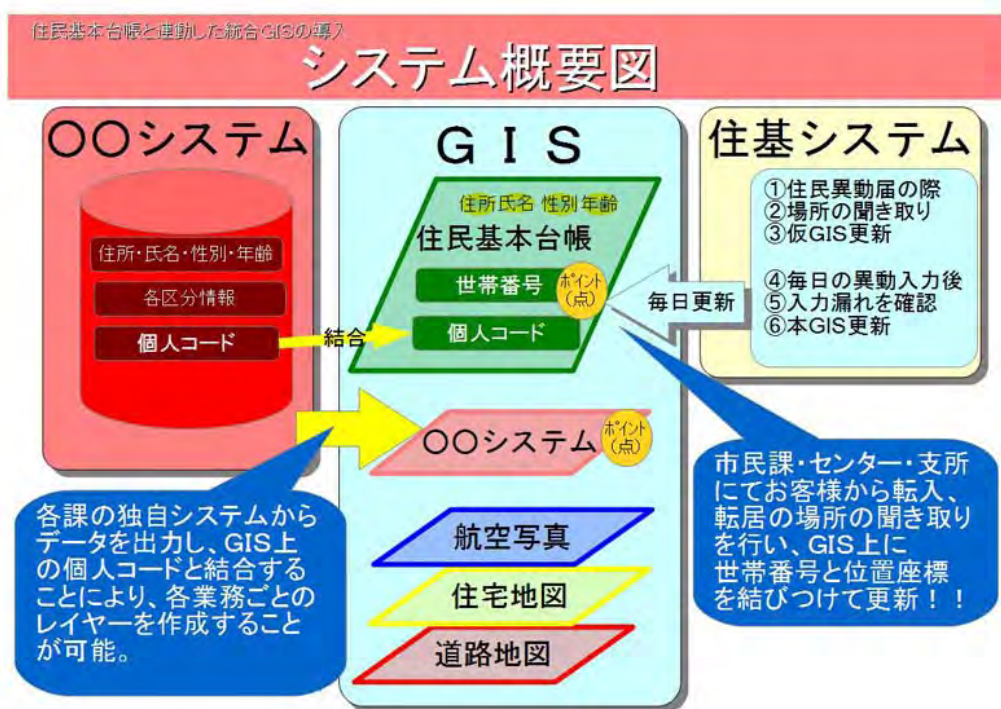 住民基本台帳と連動した統合GISの導入
システム概要図
〇〇システム
住所・氏名・性別・年齢
各区分情報
個人コード
結合
各課の独自システムから
データを出力し、GIS上
の個人コードと結合する
ことにより、各業務ごとの
レイヤーを作成すること
が可能。
GIS
住所氏名 性別年齢
住民基本台帳
世帯番号
ポイント
(点)
個人コード
〇〇システム
ポイント
(点)
航空写真
住宅地図
道路地図
住基システム
①住民異動届の際
②場所の聞き取り
③仮GIS更新
④毎日の異動入力後
⑤入力漏れを確認
⑥本GIS更新
毎日更新
市民課・センター・支所
にてお客様から転入、
転居の場所の聞き取り
を行い、GIS上に
世帯番号と位置座標
を結びつけて更新！！